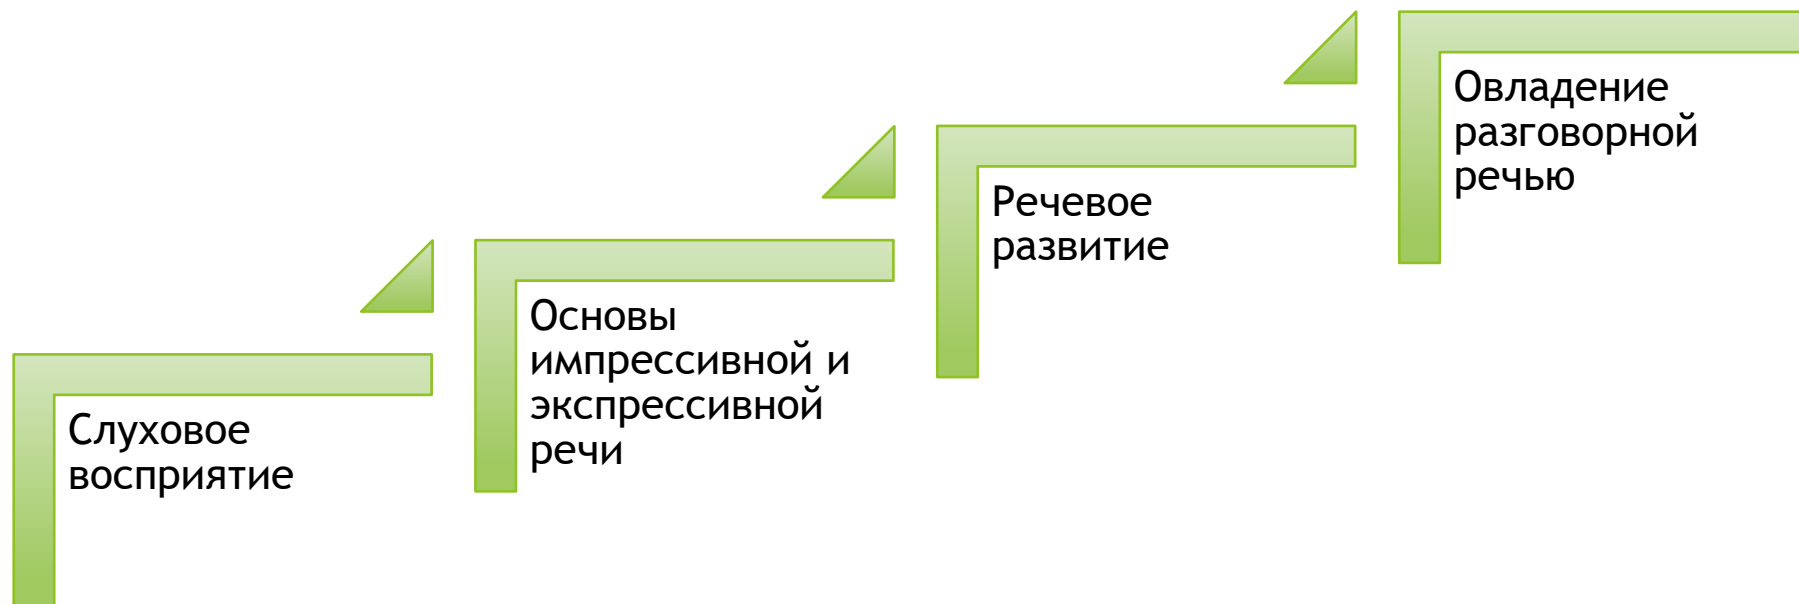 Слуховое
восприятие
Основы
импрессивной и
экспрессивной
речи
Речевое
развитие
Овладение
разговорной
речью